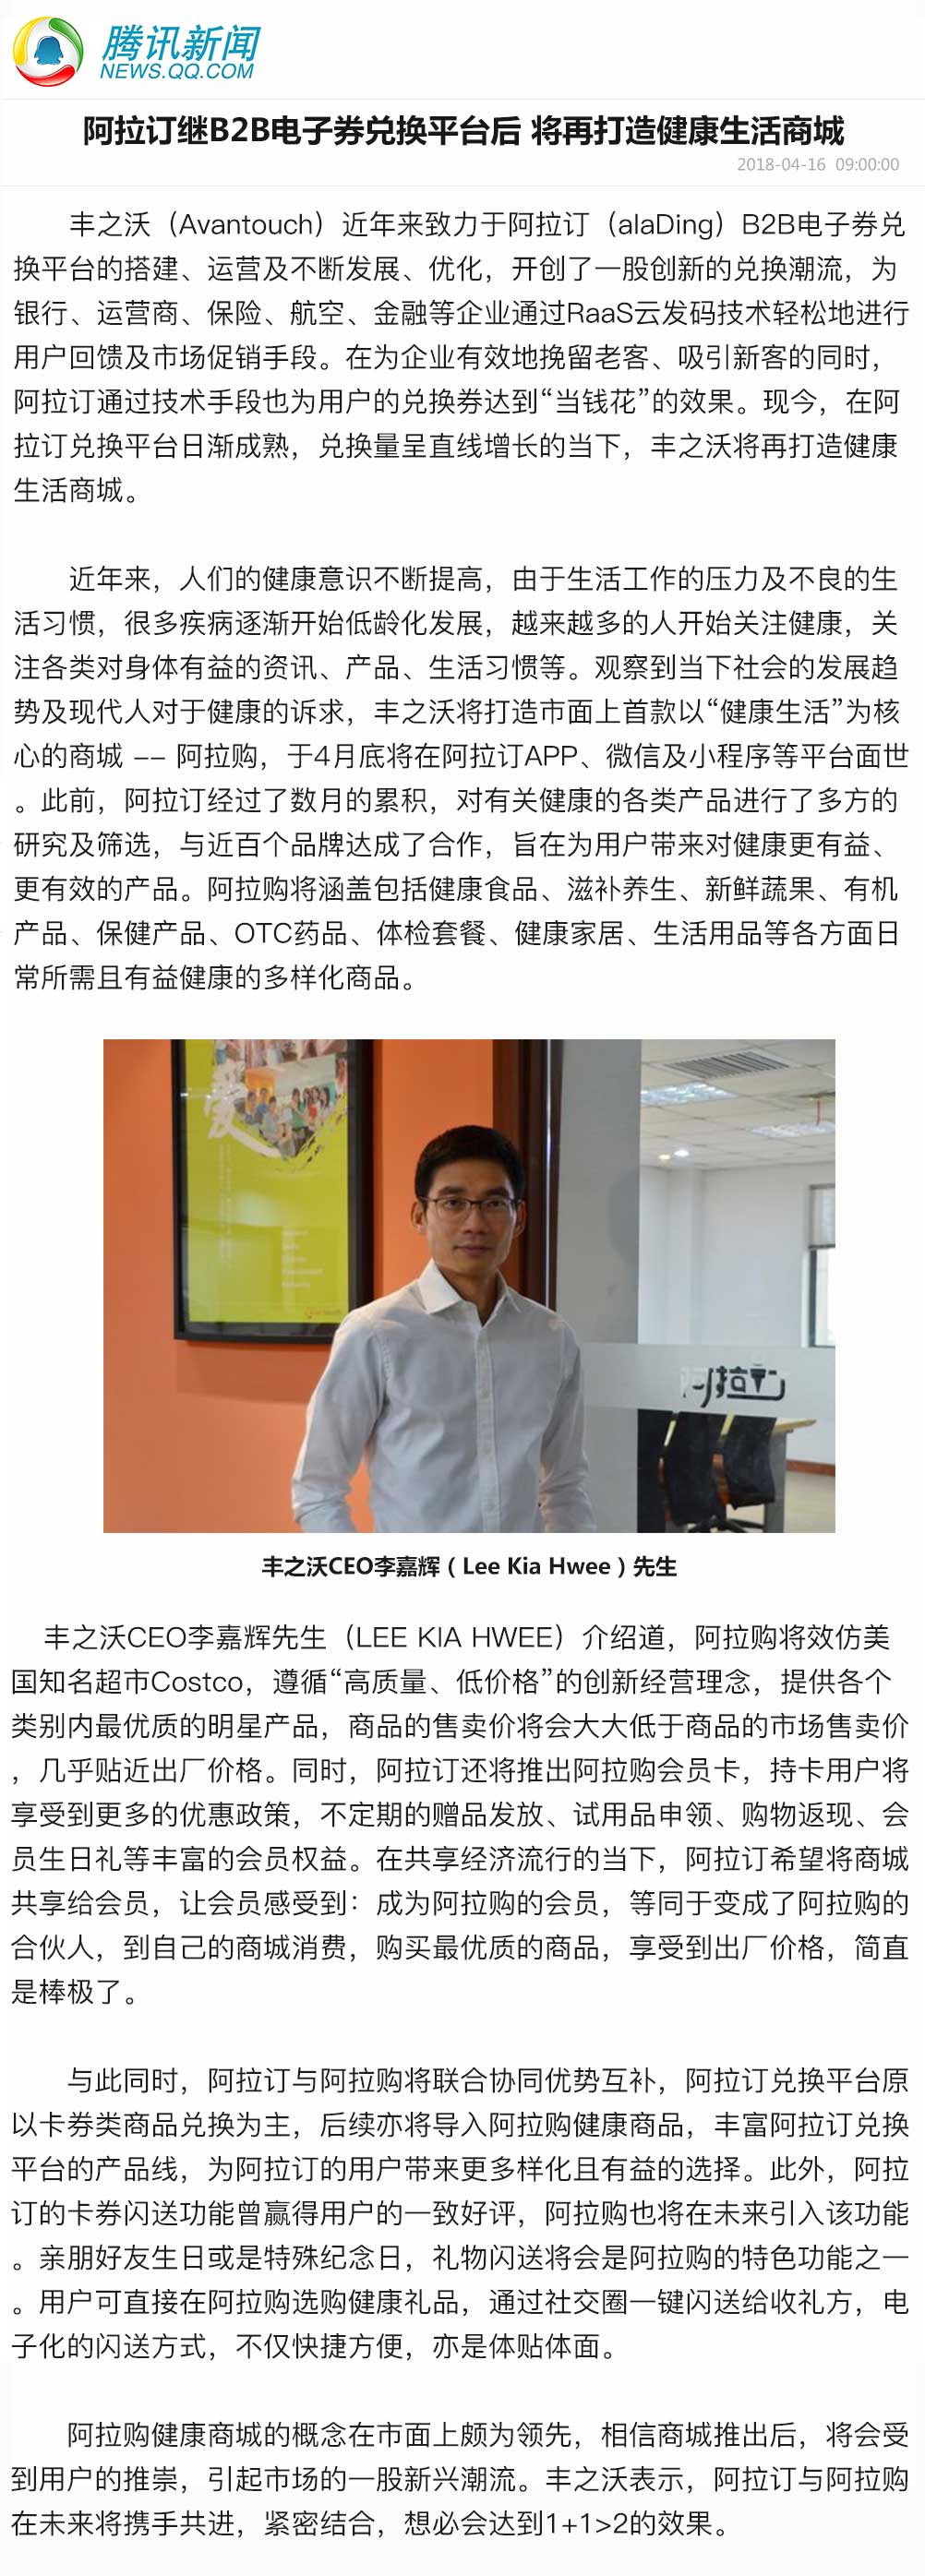 腾讯新闻
NEWS.QQ.COM
阿拉订继B2B电子券兑换平台后 将再打造健康生活商城
2018-04-16 09:00:00
丰之沃（Avantouch）近年来致力于阿拉订（alaDing）B2B电子券兑
换平台的搭建、运营及不断发展、优化，开创了一股创新的兑换潮流，为
银行、运营商、保险、航空、金融等企业通过RaaS云发码技术轻松地进行
用户回馈及市场促销手段。在为企业有效地挽留老客、吸引新客的同时，
阿拉订通过技术手段也为用户的兑换券达到“当钱花”的效果。现今，在阿
拉订兑换平台日渐成熟，兑换量呈直线增长的当下，丰之沃将再打造健康
生活商城。
近年来，人们的健康意识不断提高，由于生活工作的压力及不良的生
活习惯，很多疾病逐渐开始低龄化发展，越来越多的人开始关注健康，关
注各类对身体有益的资讯、产品、生活习惯等。观察到当下社会的发展趋
势及现代人对于健康的诉求，丰之沃将打造市面上首款以“健康生活”为核
心的商城 -- 阿拉购，于4月底将在阿拉订APP、微信及小程序等平台面世
。此前，阿拉订经过了数月的累积，对有关健康的各类产品进行了多方的
研究及筛选，与近百个品牌达成了合作，旨在为用户带来对健康更有益、
更有效的产品。阿拉购将涵盖包括健康食品、滋补养生、新鲜蔬果、有机
产品、保健产品、OTC药品、体检套餐、健康家居、生活用品等各方面日
常所需且有益健康的多样化商品。
爱
阿拉订
丰之沃CEO李嘉辉（Lee Kia Hwee）先生
丰之沃CEO李嘉辉先生（LEE KIA HWEE）介绍道，阿拉购将效仿美
国知名超市Costco，遵循“高质量、低价格”的创新经营理念，提供各个
类别内最优质的明星产品，商品的售卖价将会大大低于商品的市场售卖价
，几乎贴近出厂价格。同时，阿拉订还将推出阿拉购会员卡，持卡用户将
享受到更多的优惠政策，不定期的赠品发放、试用品申领、购物返现、会
员生日礼等丰富的会员权益。在共享经济流行的当下，阿拉订希望将商城
共享给会员，让会员感受到：成为阿拉购的会员，等同于变成了阿拉购的
合伙人，到自己的商城消费，购买最优质的商品，享受到出厂价格，简直
是棒极了。
与此同时，阿拉订与阿拉购将联合协同优势互补，阿拉订兑换平台原
以卡券类商品兑换为主，后续亦将导入阿拉购健康商品，丰富阿拉订兑换
平台的产品线，为阿拉订的用户带来更多样化且有益的选择。此外，阿拉
订的卡券闪送功能曾赢得用户的一致好评，阿拉购也将在未来引入该功能
。亲朋好友生日或是特殊纪念日，礼物闪送将会是阿拉购的特色功能之一
。用户可直接在阿拉购选购健康礼品，通过社交圈一键闪送给收礼方，电
子化的闪送方式，不仅快捷方便，亦是体贴体面。
阿拉购健康商城的概念在市面上颇为领先，相信商城推出后，将会受
到用户的推崇，引起市场的一股新兴潮流。丰之沃表示，阿拉订与阿拉购
在未来将携手共进，紧密结合，想必会达到1+1>2的效果。